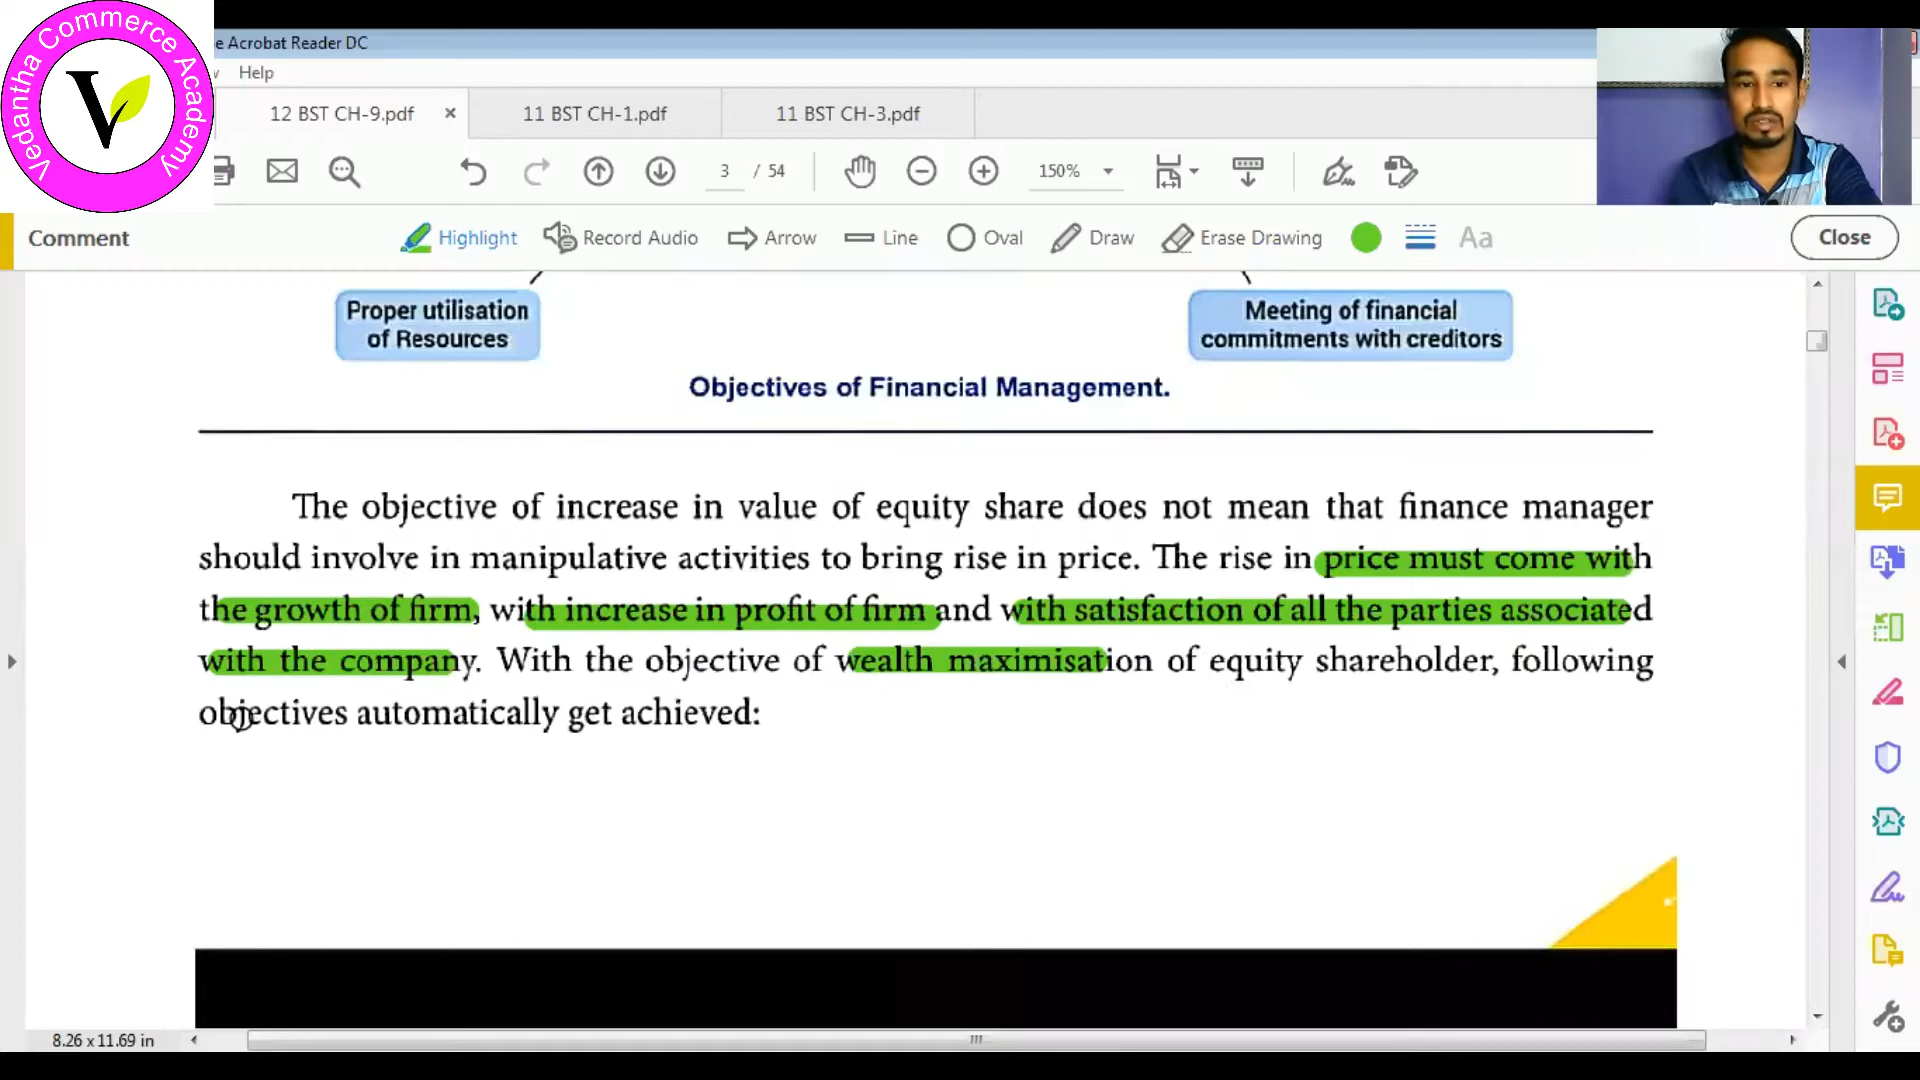 Vedantha Commerce Academy
V
e Acrobat Reader DC
Help
12 BST CH-9.pdf
11 BST CH-1.pdf
11 BST CH-3.pdf
3 / 54
150%
Comment
Highlight
Record Audio
Arrow
Line
Oval
Draw
Erase Drawing
Aa
Close
Proper utilisation
of Resources
Meeting of financial
commitments with creditors
Objectives of Financial Management.
The objective of increase in value of equity share does not mean that finance manager
should involve in manipulative activities to bring rise in price. The rise in price must come with
the growth of firm, with increase in profit of firm and with satisfaction of all the parties associated
with the company. With the objective of wealth maximisation of equity shareholder, following
objectives automatically get achieved:
8.26 x 11.69 in